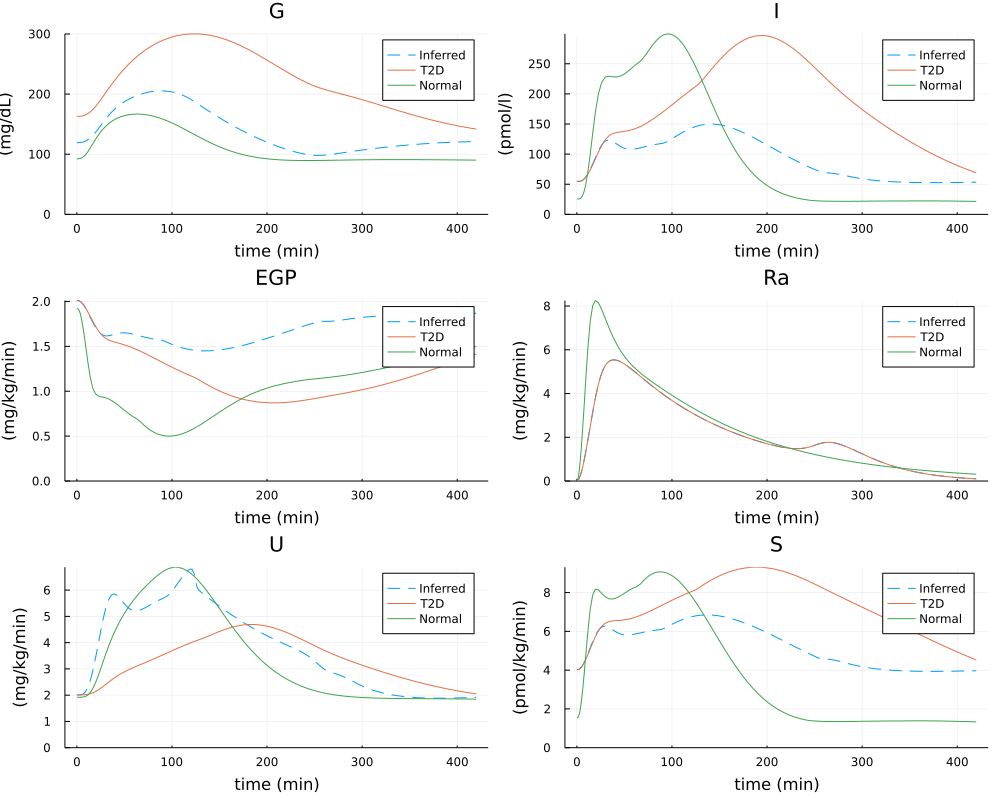 G
I
300
200
100
0
(mg/dL)
Inferred
T2D
Normal
0 100 200 300 400
time (min)
250
200
150
100
50
0
(pmol/l)
Inferred
T2D
Normal
0 100 200 300 400
time (min)
EGP
Ra
2.0
1.5
1.0
0.5
0.0
(mg/kg/min)
Inferred
T2D
Normal
0 100 200 300 400
time (min)
8
6
4
2
0
(mg/kg/min)
Inferred
T2D
Normal
0 100 200 300 400
time (min)
U
S
6
5
4
3
2
1
0
(mg/kg/min)
Inferred
T2D
Normal
0 100 200 300 400
time (min)
8
6
4
2
0
(pmol/kg/min)
Inferred
T2D
Normal
0 100 200 300 400
time (min)